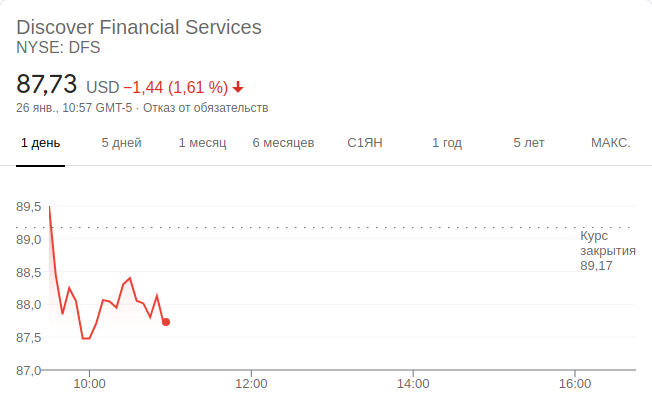 Discover Financial Services
NYSE: DFS
87,73 USD −1,44 (1,61 %)
26 янв., 10:57 GMT-5 · Отказ от обязательств
1 день 5 дней 1 месяц 6 месяцев С1ЯН 1 год 5 лет МАКС.
89,5
Курс
89,0
закрытия
88,5
89,17
88,0
87,5
87,0
10:00 12:00 14:00 16:00